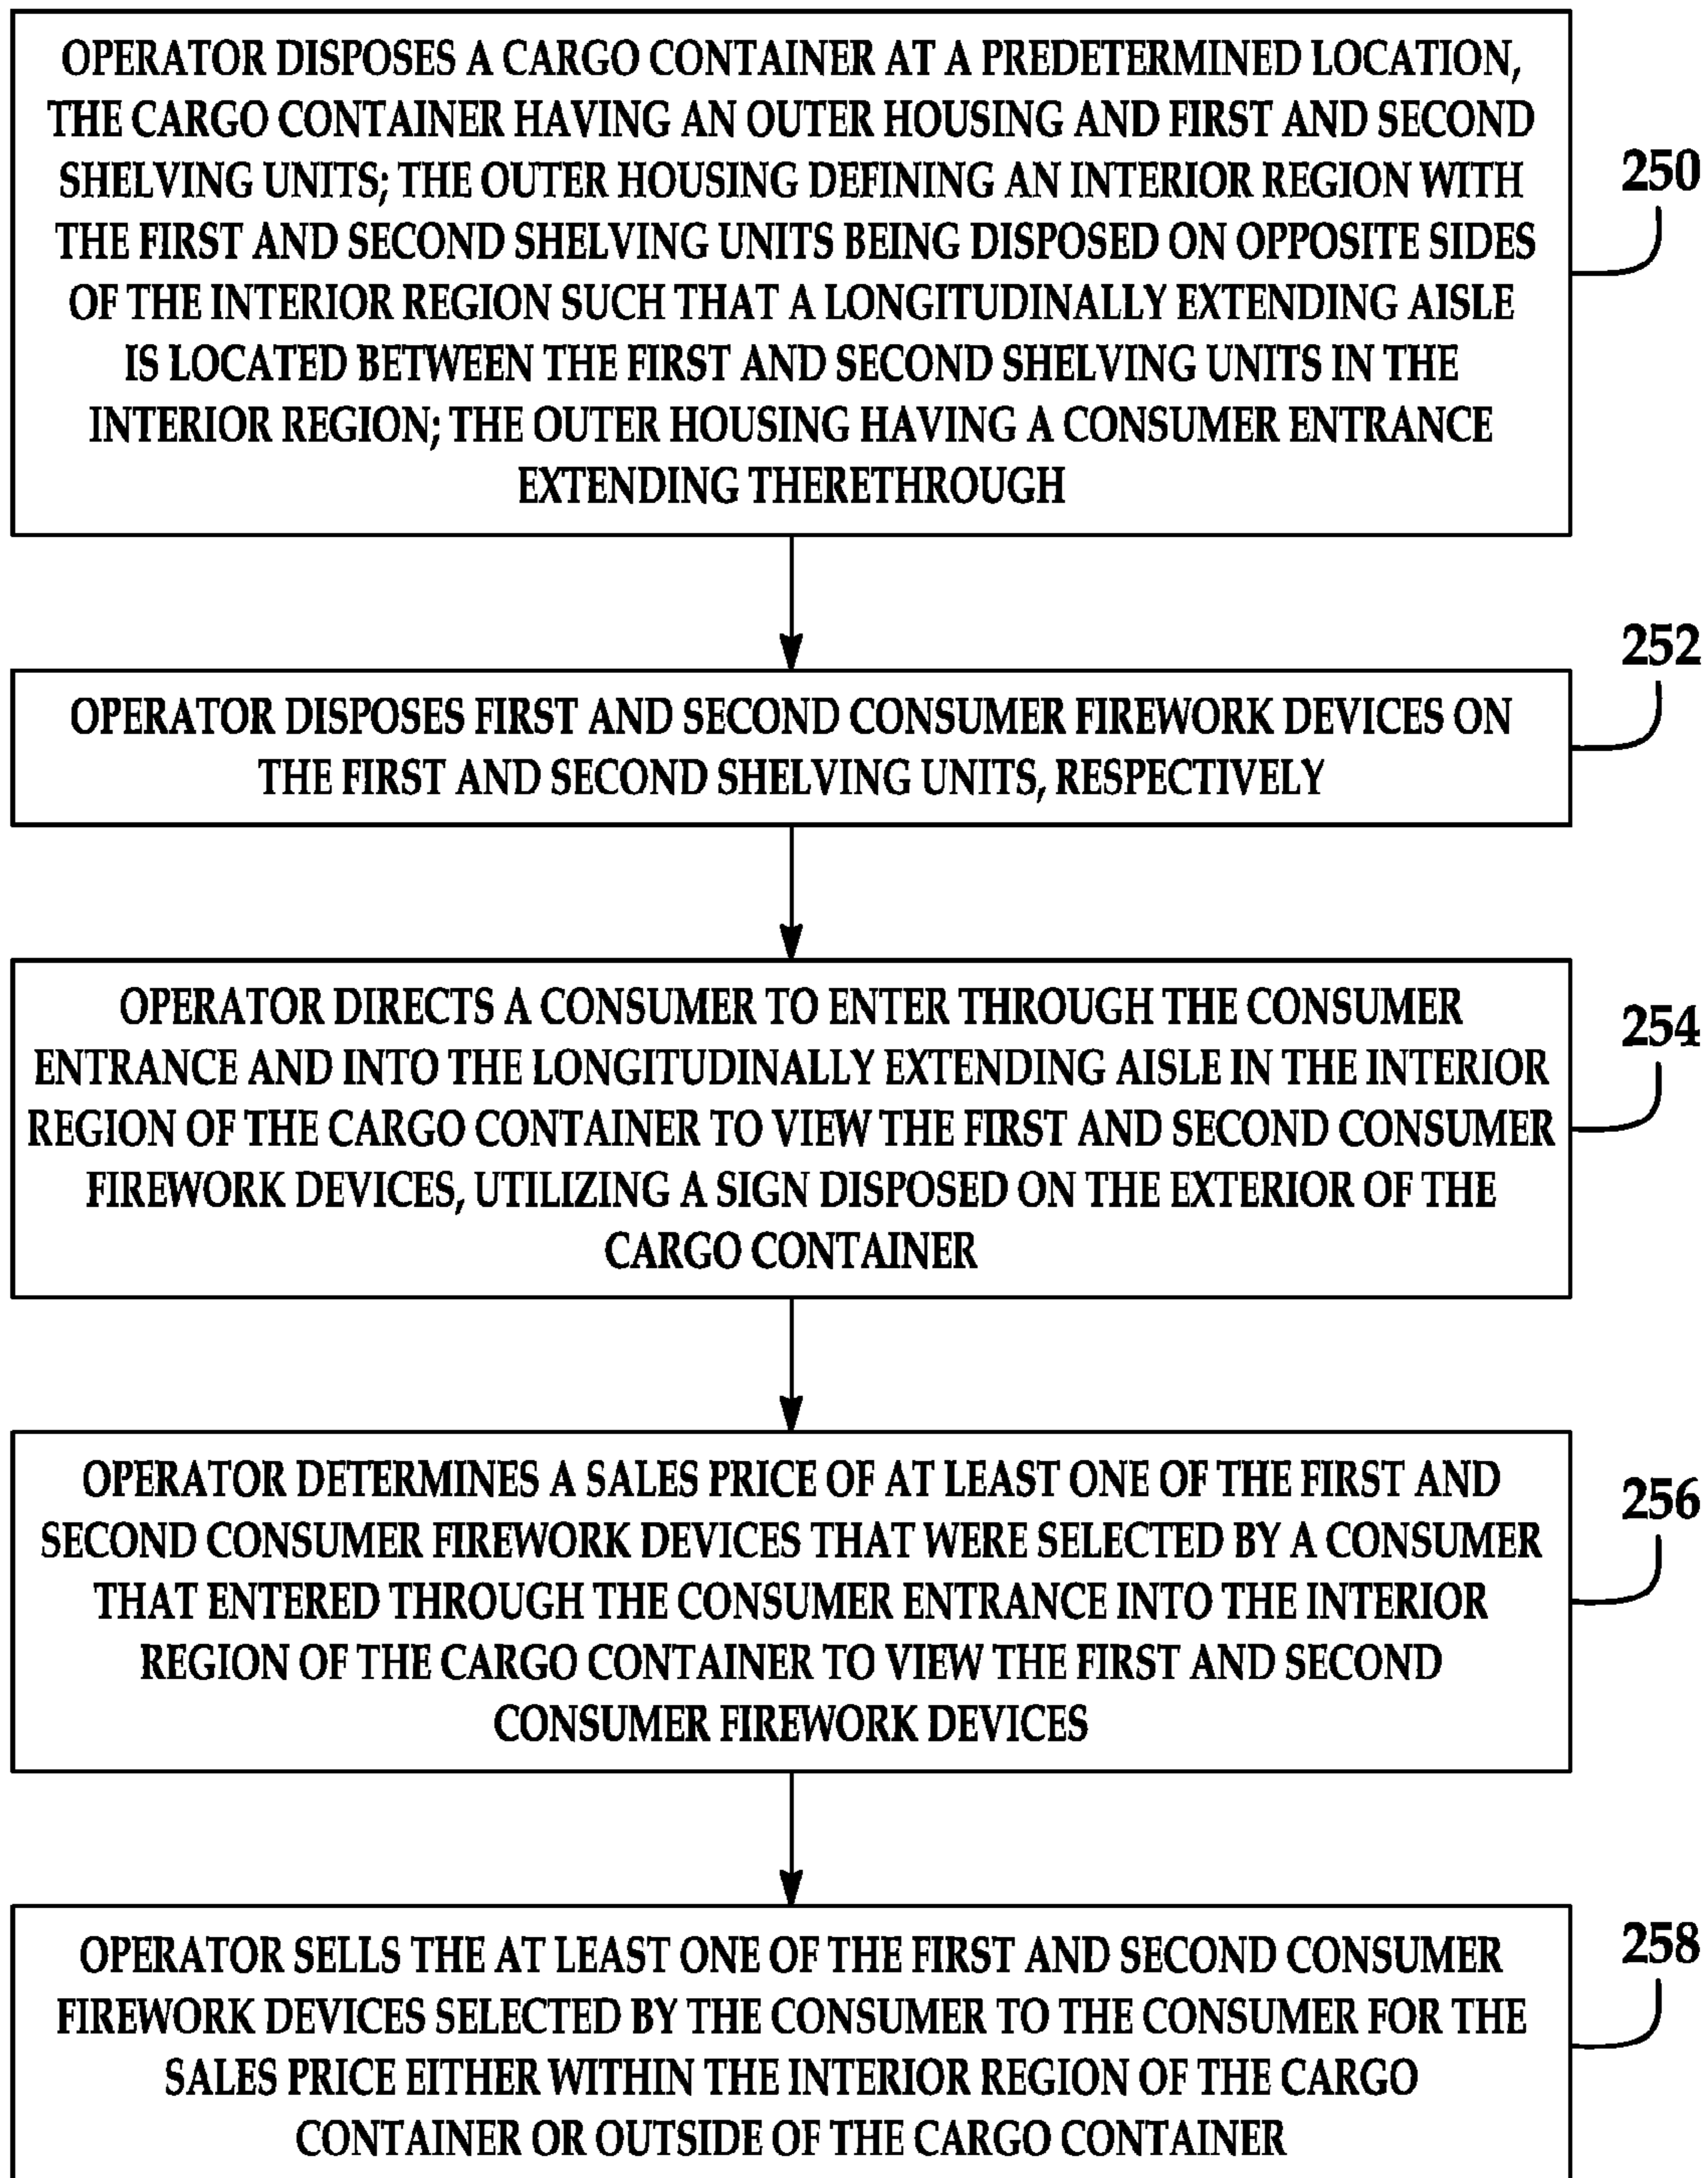 OPERATOR DISPOSES A CARGO CONTAINER AT A PREDETERMINED LOCATION,
THE CARGO CONTAINER HAVING AN OUTER HOUSING AND FIRST AND SECOND
SHELVING UNITS; THE OUTER HOUSING DEFINING AN INTERIOR REGION WITH
THE FIRST AND SECOND SHELVING UNITS BEING DISPOSED ON OPPOSITE SIDES
OF THE INTERIOR REGION SUCH THAT A LONGITUDINALLY EXTENDING AISLE
IS LOCATED BETWEEN THE FIRST AND SECOND SHELVING UNITS IN THE
INTERIOR REGION; THE OUTER HOUSING HAVING A CONSUMER ENTRANCE
EXTENDING THERETHROUGH
250
OPERATOR DISPOSES FIRST AND SECOND CONSUMER FIREWORK DEVICES ON
THE FIRST AND SECOND SHELVING UNITS, RESPECTIVELY
252
OPERATOR DIRECTS A CONSUMER TO ENTER THROUGH THE CONSUMER
ENTRANCE AND INTO THE LONGITUDINALLY EXTENDING AISLE IN THE INTERIOR
REGION OF THE CARGO CONTAINER TO VIEW THE FIRST AND SECOND CONSUMER
FIREWORK DEVICES, UTILIZING A SIGN DISPOSED ON THE EXTERIOR OF THE
CARGO CONTAINER
254
OPERATOR DETERMINES A SALES PRICE OF AT LEAST ONE OF THE FIRST AND
SECOND CONSUMER FIREWORK DEVICES THAT WERE SELECTED BY A CONSUMER
THAT ENTERED THROUGH THE CONSUMER ENTRANCE INTO THE INTERIOR
REGION OF THE CARGO CONTAINER TO VIEW THE FIRST AND SECOND
CONSUMER FIREWORK DEVICES
256
OPERATOR SELLS THE AT LEAST ONE OF THE FIRST AND SECOND CONSUMER
FIREWORK DEVICES SELECTED BY THE CONSUMER TO THE CONSUMER FOR THE
SALES PRICE EITHER WITHIN THE INTERIOR REGION OF THE CARGO
CONTAINER OR OUTSIDE OF THE CARGO CONTAINER
258